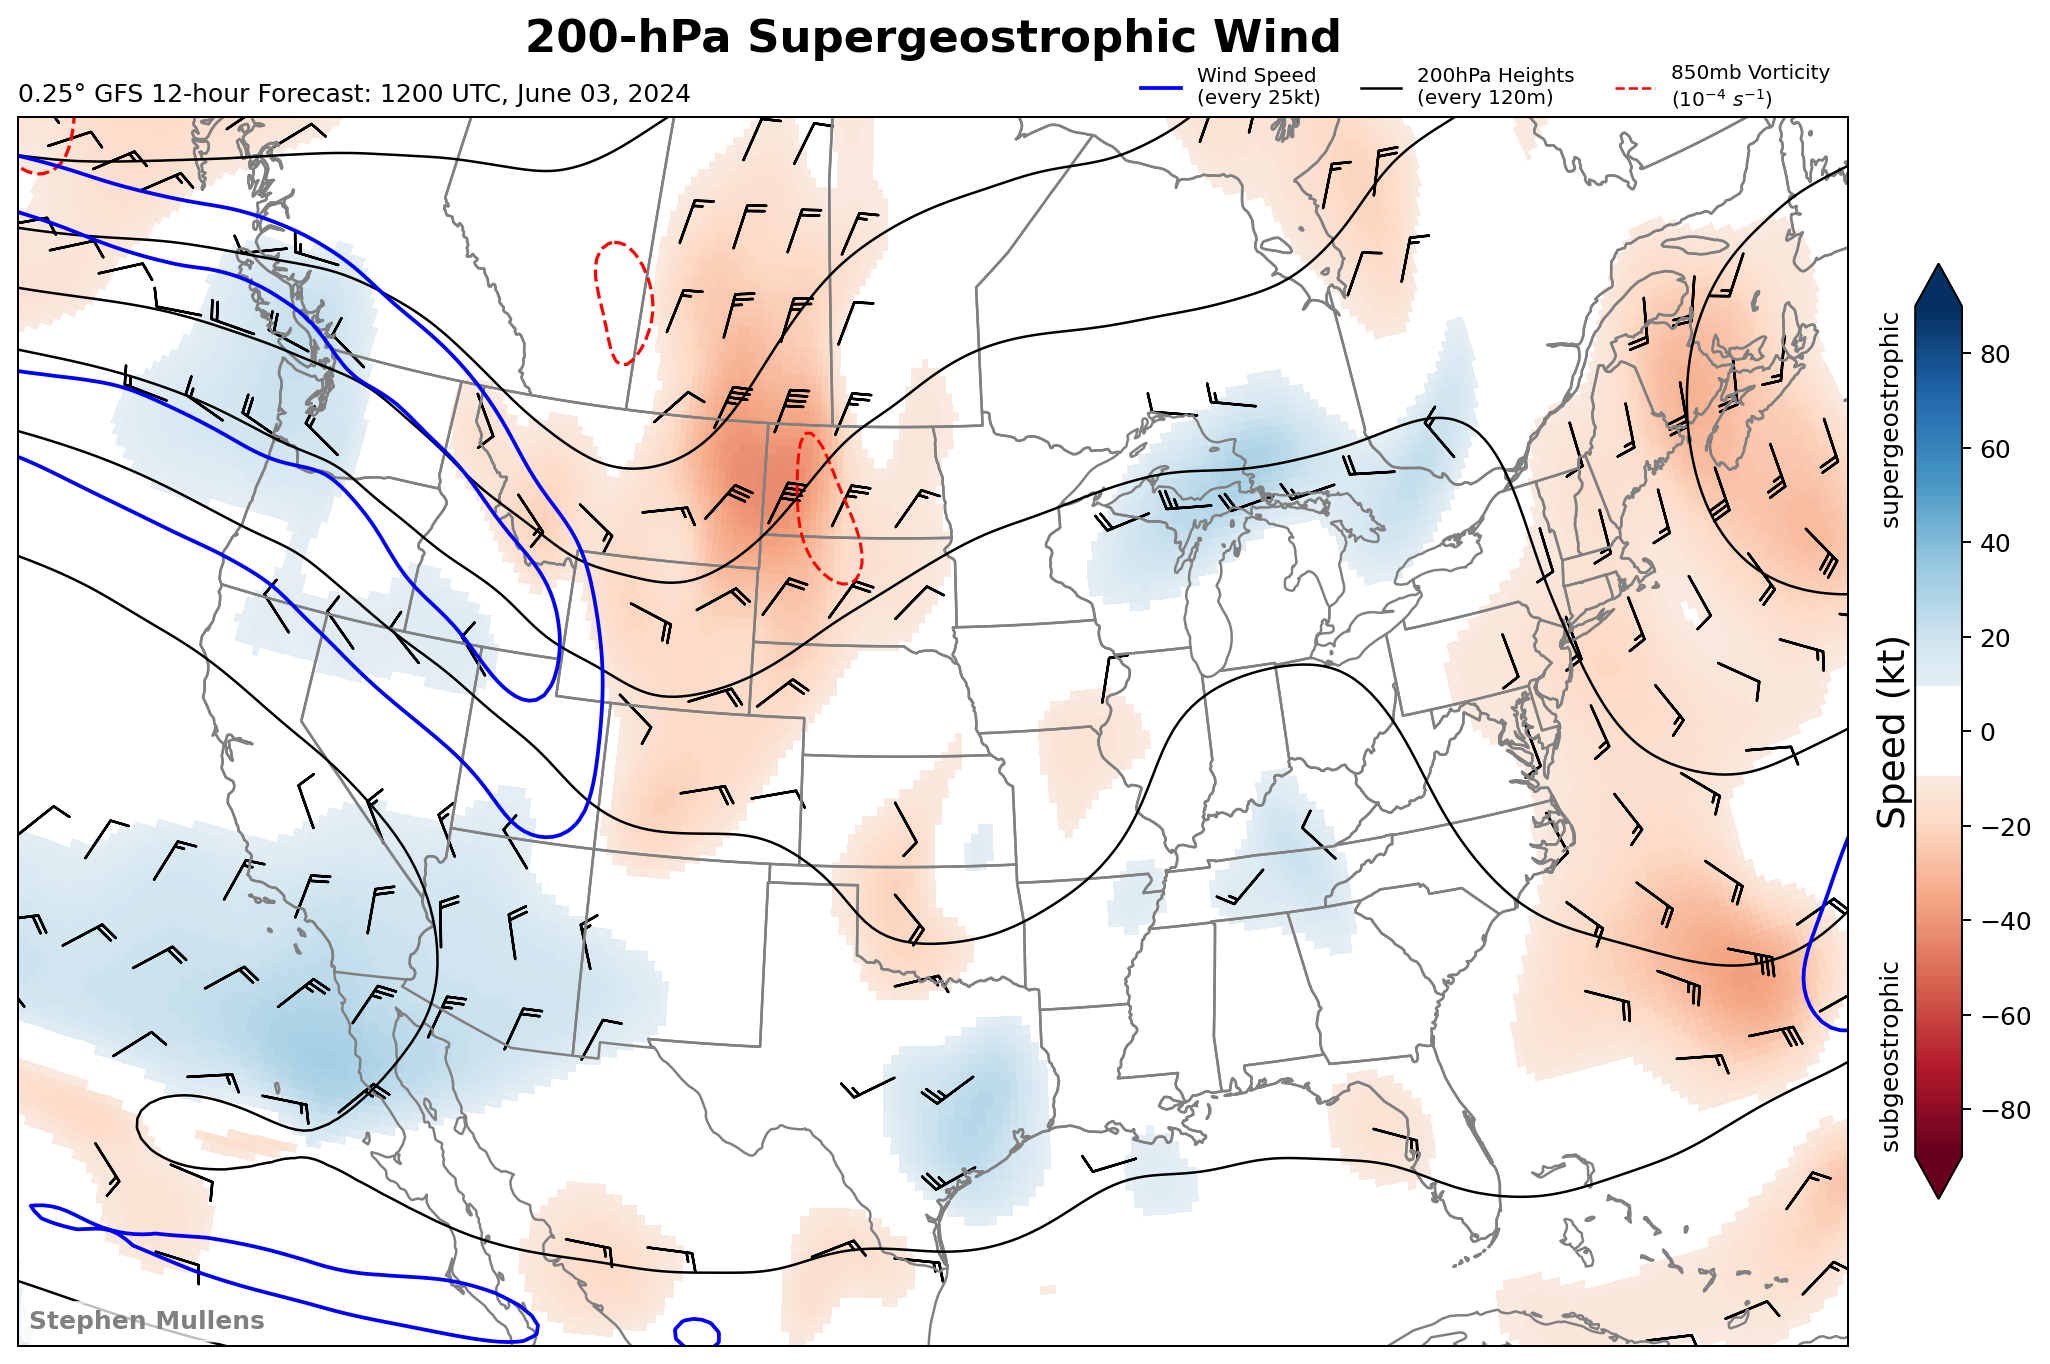 200-hPa Supergeostrophic Wind
0.25° GFS 12-hour Forecast: 1200 UTC, June 03, 2024
Wind Speed
(every 25kt)
200hPa Heights
(every 120m)
850mb Vorticity
(10⁻⁴ s⁻¹)
supergeostrophic
Speed (kt)
subgeostrophic
80
60
40
20
0
−20
−40
−60
−80
Stephen Mullens